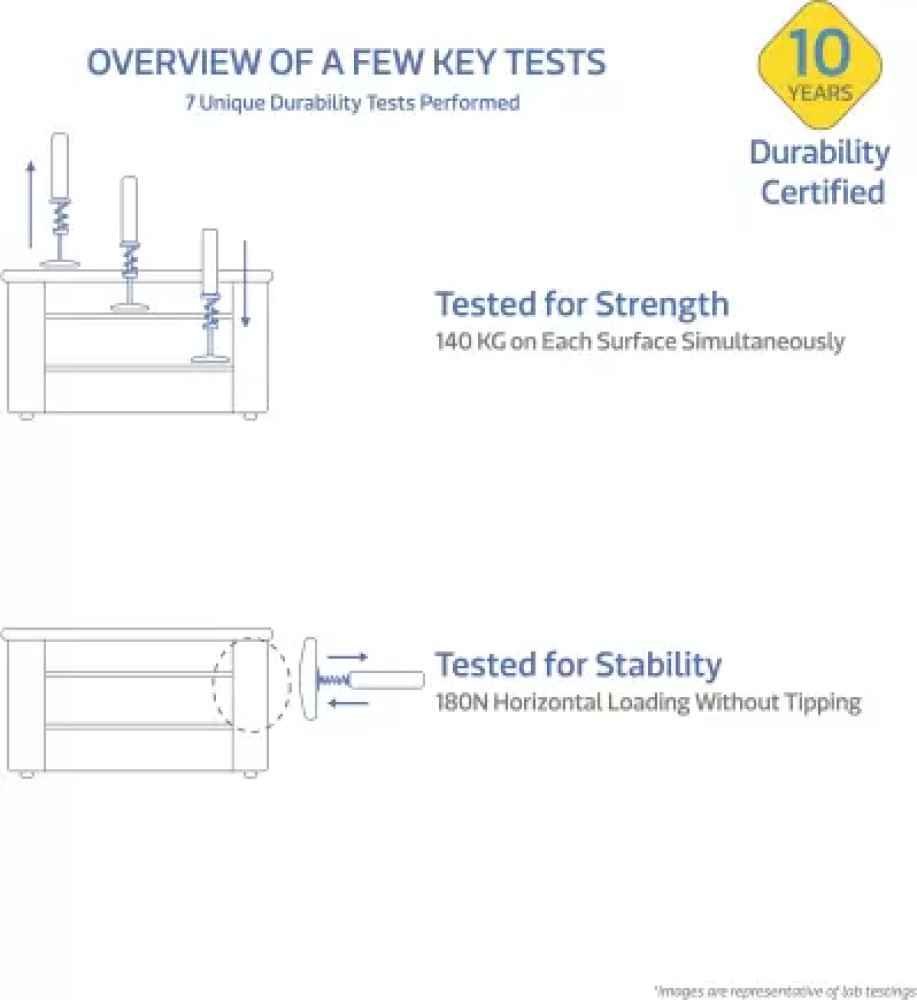 OVERVIEW OF A FEW KEY TESTS
7 Unique Durability Tests Performed
10
YEARS
Durability
Certified
Tested for Strength
140 KG on Each Surface Simultaneously
Tested for Stability
180N Horizontal Loading Without Tipping
*Images are representative of lab testings